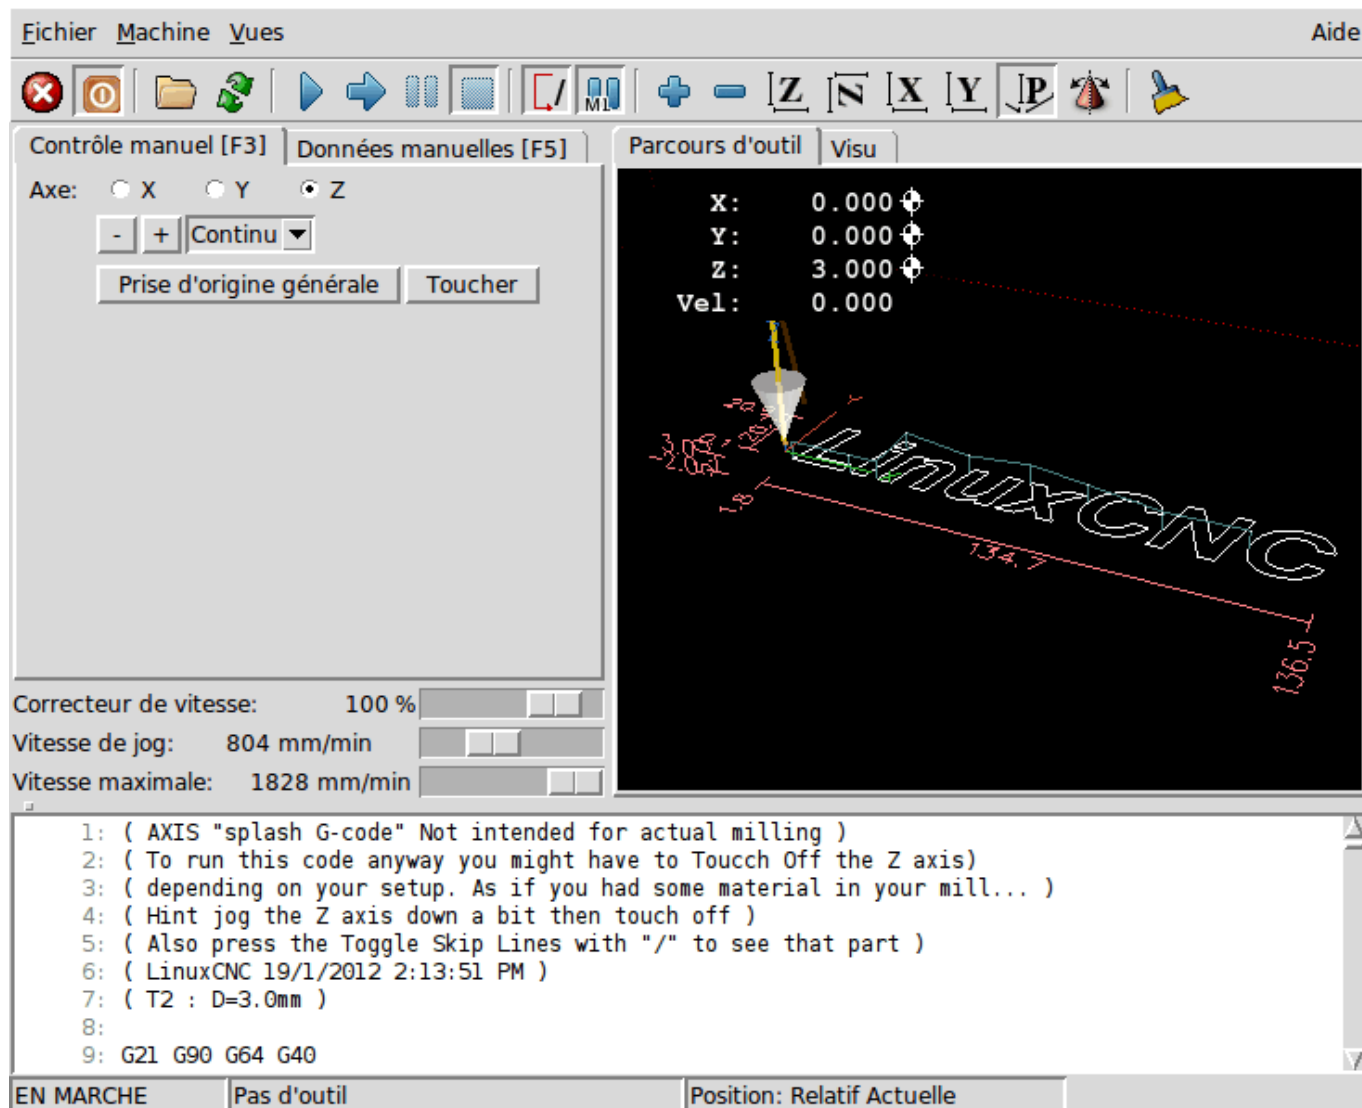 Fichier Machine Vues Aide
M1 Z N X Y P
Contrôle manuel [F3] Données manuelles [F5] Parcours d'outil Visu
Axe: X Y Z
- + Continu
Prise d'origine générale Toucher
X: 0.000
Y: 0.000
Z: 3.000
Vel: 0.000
Y
LinuxCNC
1.8
134.7
136.5
Correcteur de vitesse: 100 %
Vitesse de jog: 804 mm/min
Vitesse maximale: 1828 mm/min
1: ( AXIS "splash G-code" Not intended for actual milling )
2: ( To run this code anyway you might have to Toucch Off the Z axis)
3: ( depending on your setup. As if you had some material in your mill... )
4: ( Hint jog the Z axis down a bit then touch off )
5: ( Also press the Toggle Skip Lines with "/" to see that part )
6: ( LinuxCNC 19/1/2012 2:13:51 PM )
7: ( T2 : D=3.0mm )
8:
9: G21 G90 G64 G40
EN MARCHE Pas d'outil Position: Relatif Actuelle